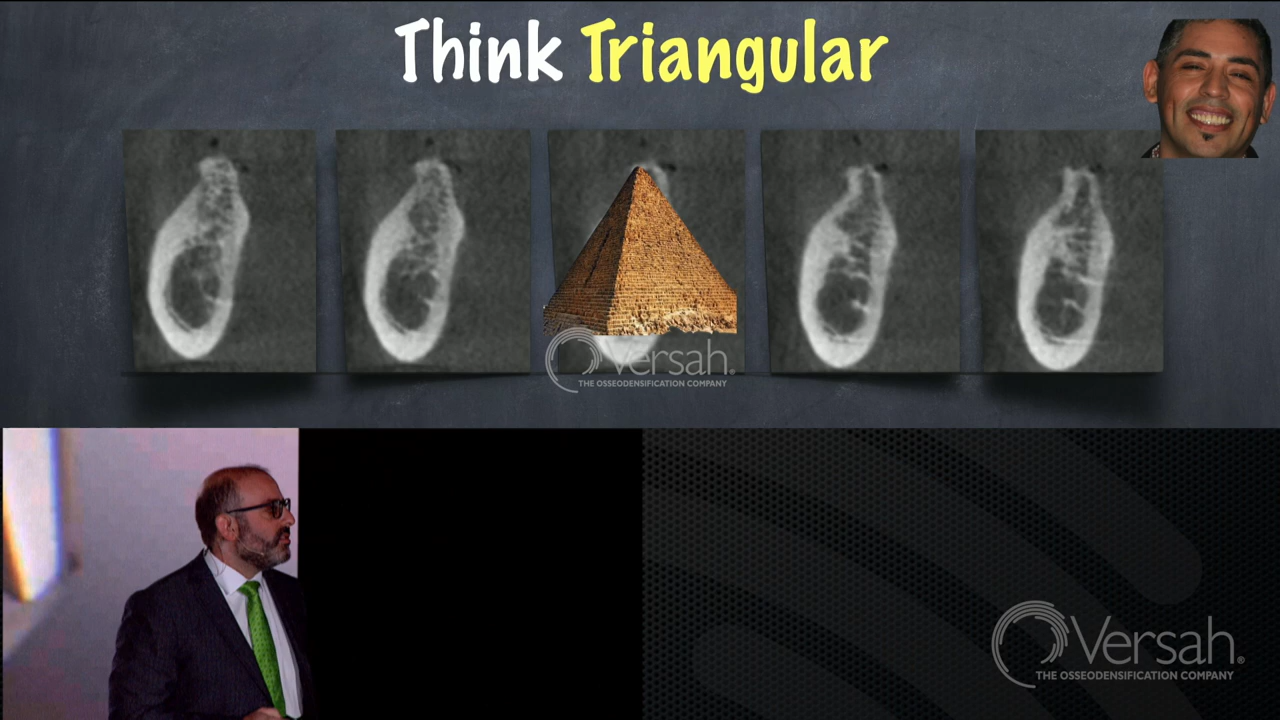 Think Triangular
Versah.
THE OSSEODENSIFICATION COMPANY
Versah.
THE OSSEODENSIFICATION COMPANY